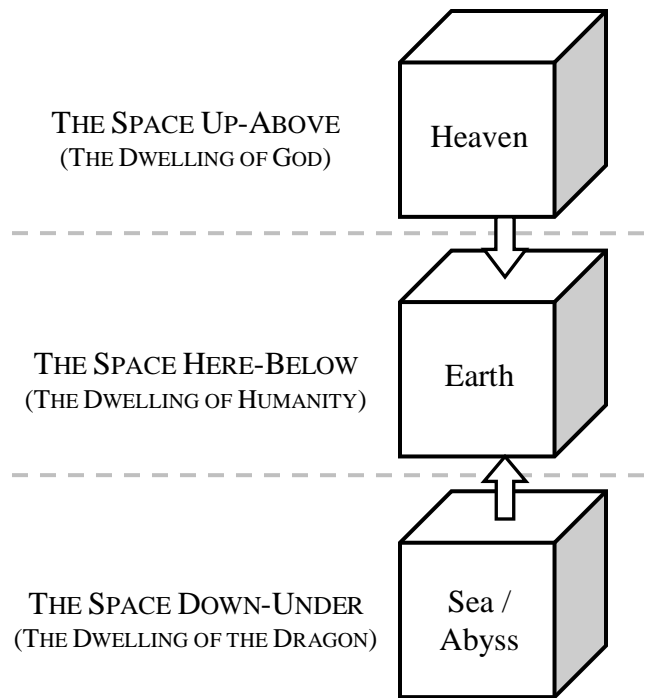 THE SPACE UP-ABOVE
(THE DWELLING OF GOD)
Heaven
THE SPACE HERE-BELOW
(THE DWELLING OF HUMANITY)
Earth
THE SPACE DOWN-UNDER
(THE DWELLING OF THE DRAGON)
Sea /
Abyss